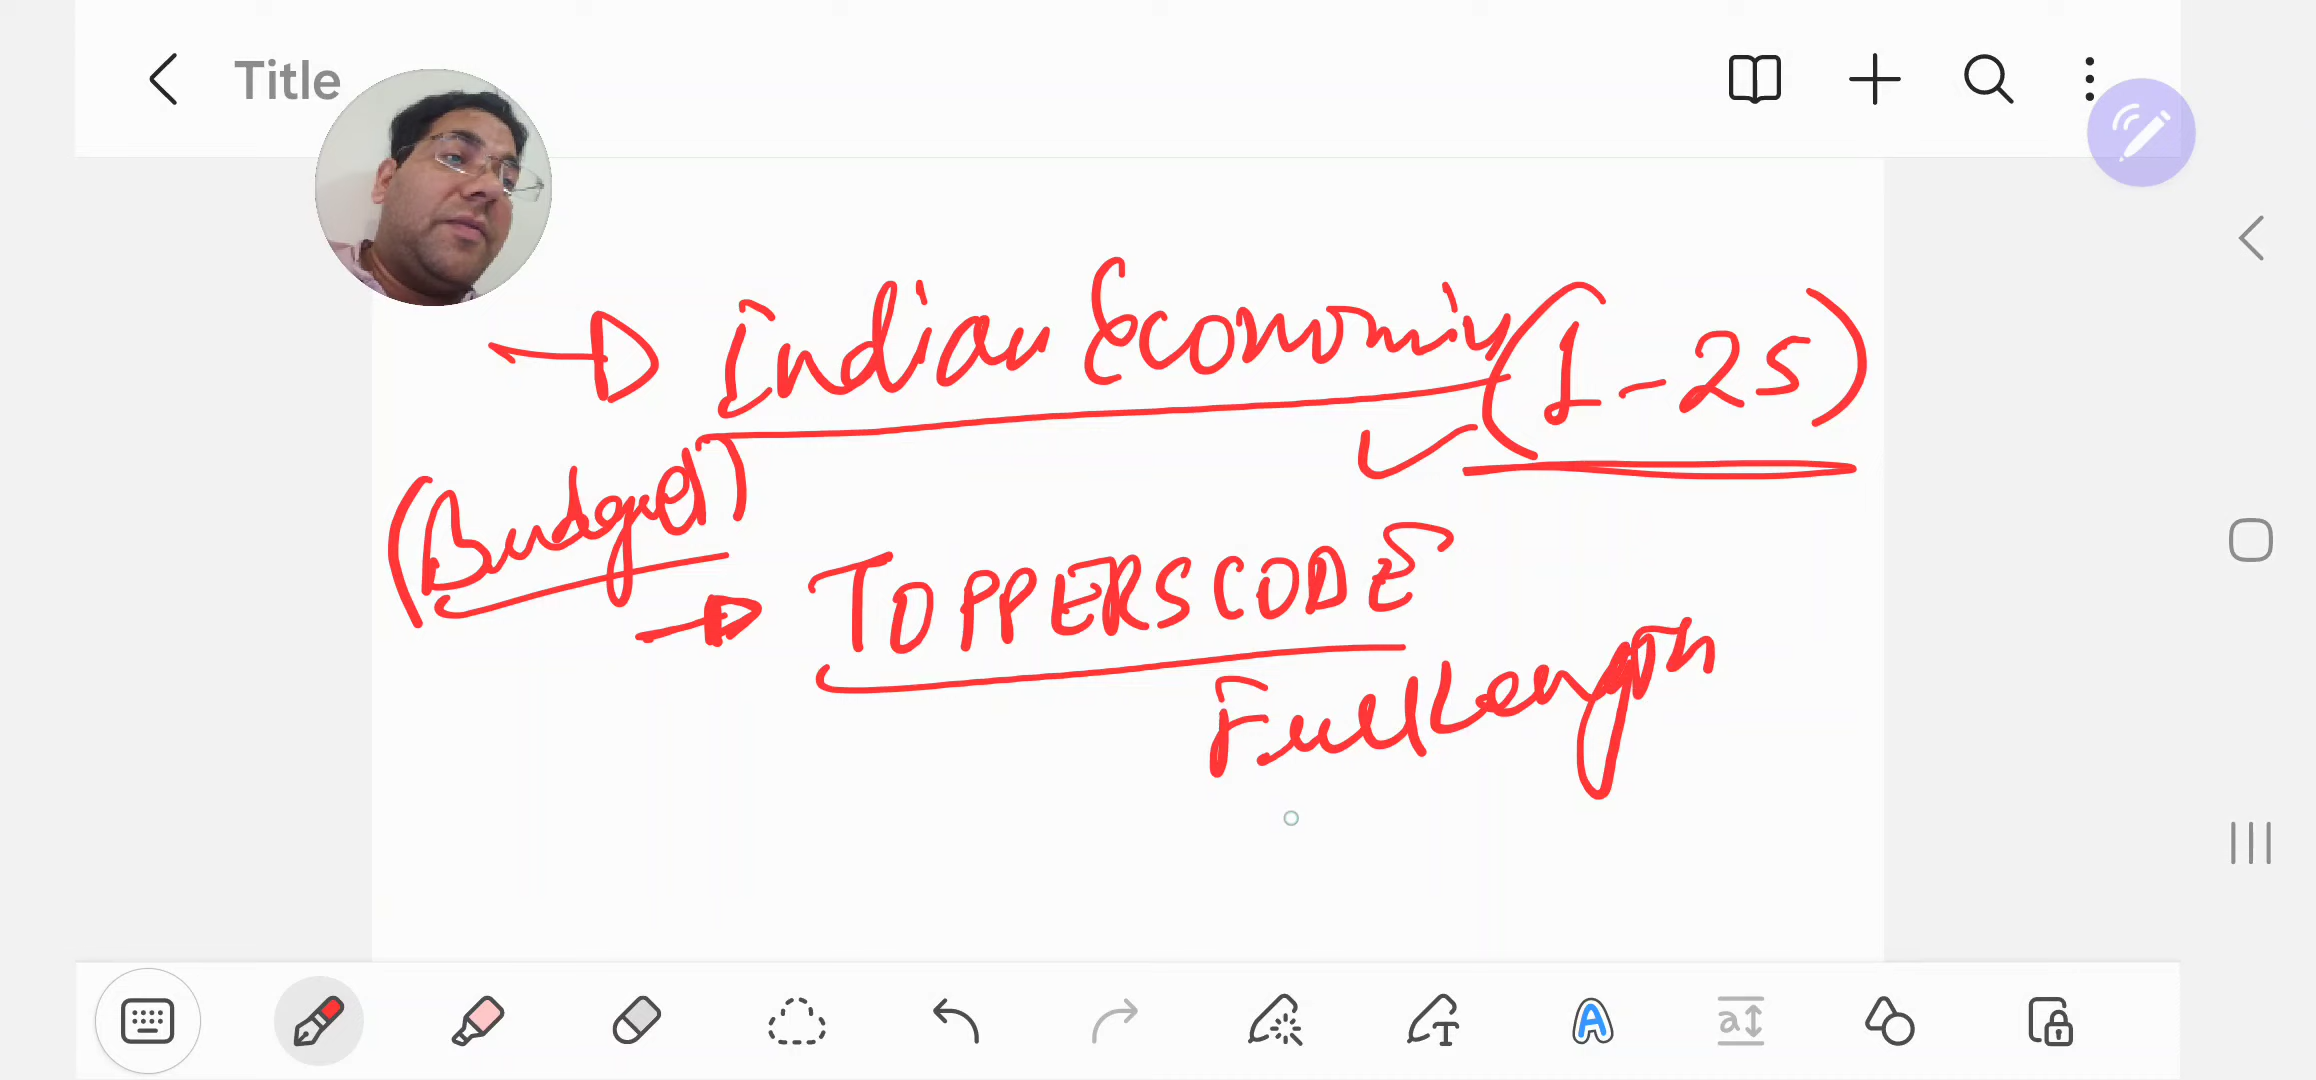 Title
Indian Economy (1-25)
(Budget)
TOPPERSCODE
Full Length